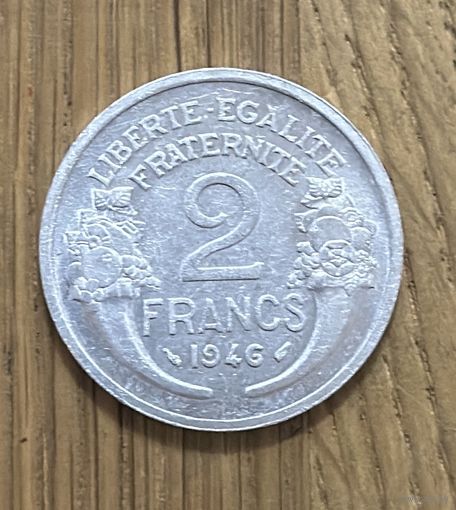 LIBERTE-EGALITE
FRATERNITE
2
FRANCS
1946